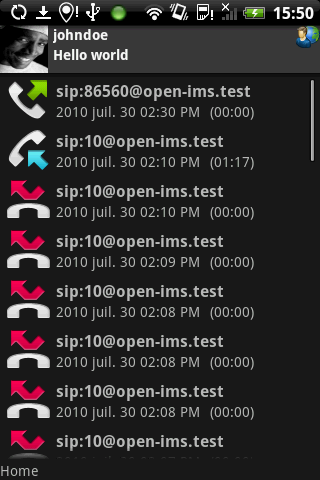 15:50
johndoe
Hello world
sip:86560@open-ims.test
2010 juil. 30 02:30 PM (00:00)
sip:10@open-ims.test
2010 juil. 30 02:10 PM (01:17)
sip:10@open-ims.test
2010 juil. 30 02:10 PM (00:00)
sip:10@open-ims.test
2010 juil. 30 02:09 PM (00:00)
sip:10@open-ims.test
2010 juil. 30 02:08 PM (00:00)
sip:10@open-ims.test
2010 juil. 30 02:08 PM (00:00)
sip:10@open-ims.test
2010 juil. 30 02:08 PM (00:00)
sip:10@open-ims.test
Home